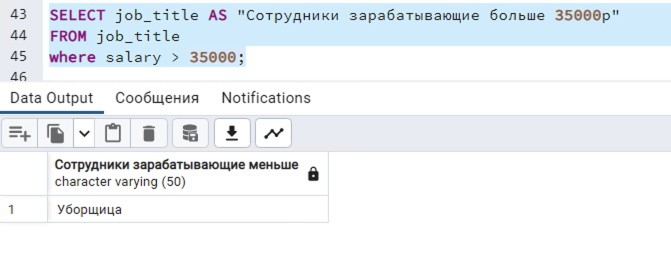 43 SELECT job_title AS "Сотрудники зарабатывающие больше 35000р"
44 FROM job_title
45 where salary > 35000;
46
Data Output Сообщения Notifications
Сотрудники зарабатывающие меньше
character varying (50)
1 Уборщица